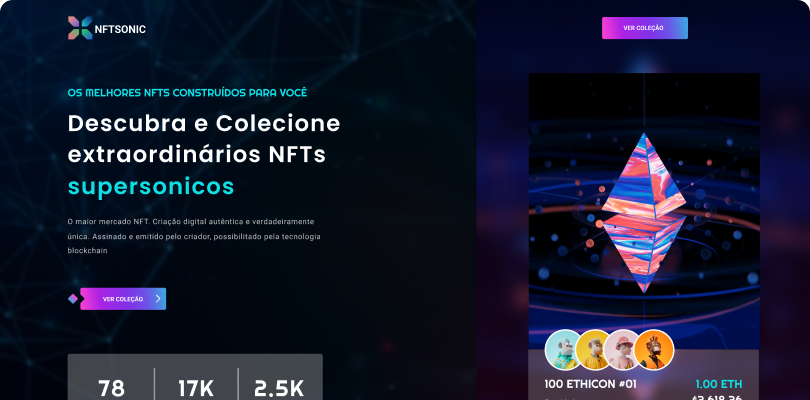 NFTSONIC
VER COLEÇÃO
OS MELHORES NFTS CONSTRUÍDOS PARA VOCÊ
Descubra e Colecione
extraordinários NFTs
supersonicos
O maior mercado NFT. Criação digital autêntica e verdadeiramente
única. Assinado e emitido pelo criador, possibilitado pela tecnologia
blockchain
VER COLEÇÃO
78 17K 2.5K
100 ETHICON #01 1.00 ETH